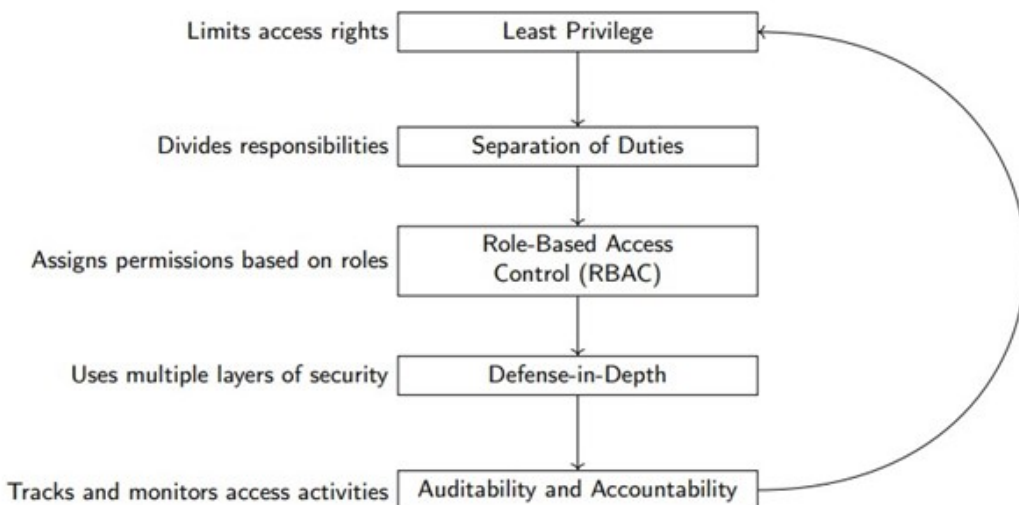 Limits access rights
Least Privilege
Divides responsibilities
Separation of Duties
Assigns permissions based on roles
Role-Based Access
Control (RBAC)
Uses multiple layers of security
Defense-in-Depth
Tracks and monitors access activities
Auditability and Accountability